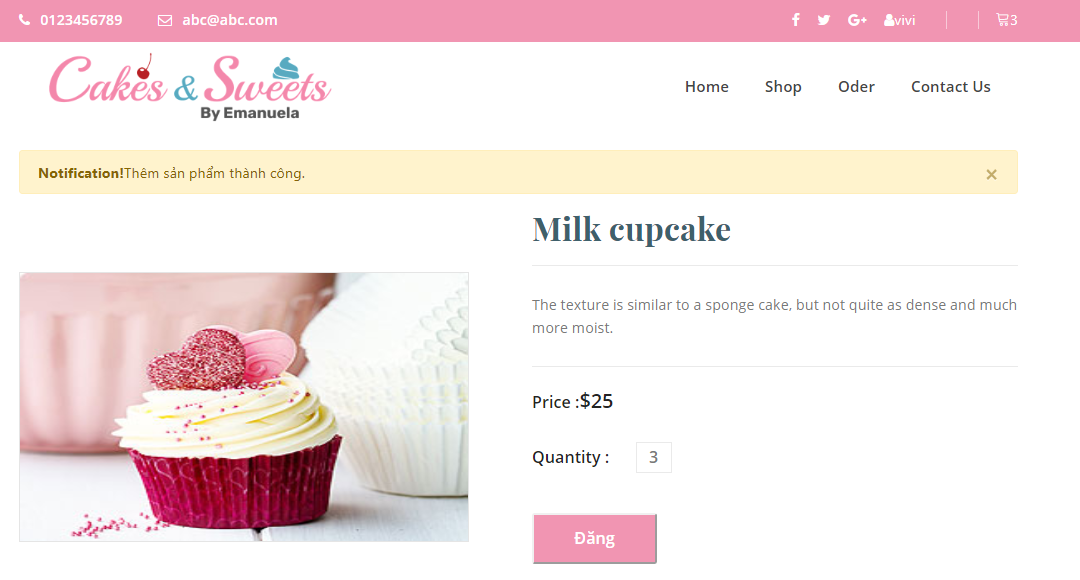 0123456789
abc@abc.com
vivi
3
Cakes & Sweets
By Emanuela
Home
Shop
Oder
Contact Us
Notification!Thêm sản phẩm thành công.
×
Milk cupcake
The texture is similar to a sponge cake, but not quite as dense and much
more moist.
Price :$25
Quantity : 3
Đăng